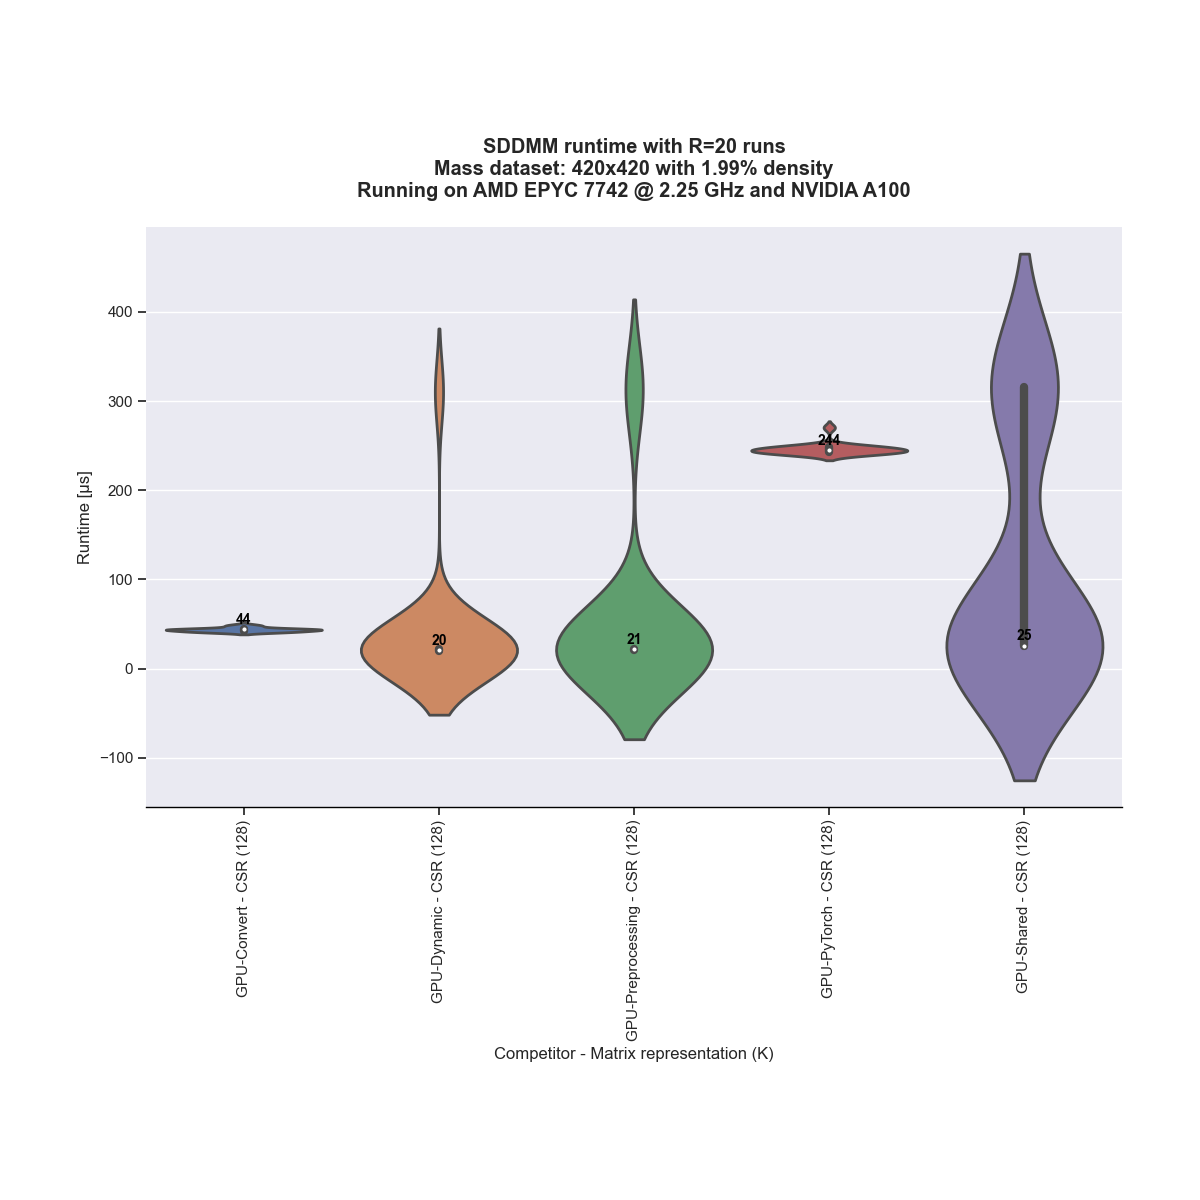 SDDMM runtime with R=20 runs
Mass dataset: 420x420 with 1.99% density
Running on AMD EPYC 7742 @ 2.25 GHz and NVIDIA A100
Runtime [μs]
400
300
200
100
0
−100
44
20
21
244
25
GPU-Convert - CSR (128)
GPU-Dynamic - CSR (128)
GPU-Preprocessing - CSR (128)
GPU-PyTorch - CSR (128)
GPU-Shared - CSR (128)
Competitor - Matrix representation (K)